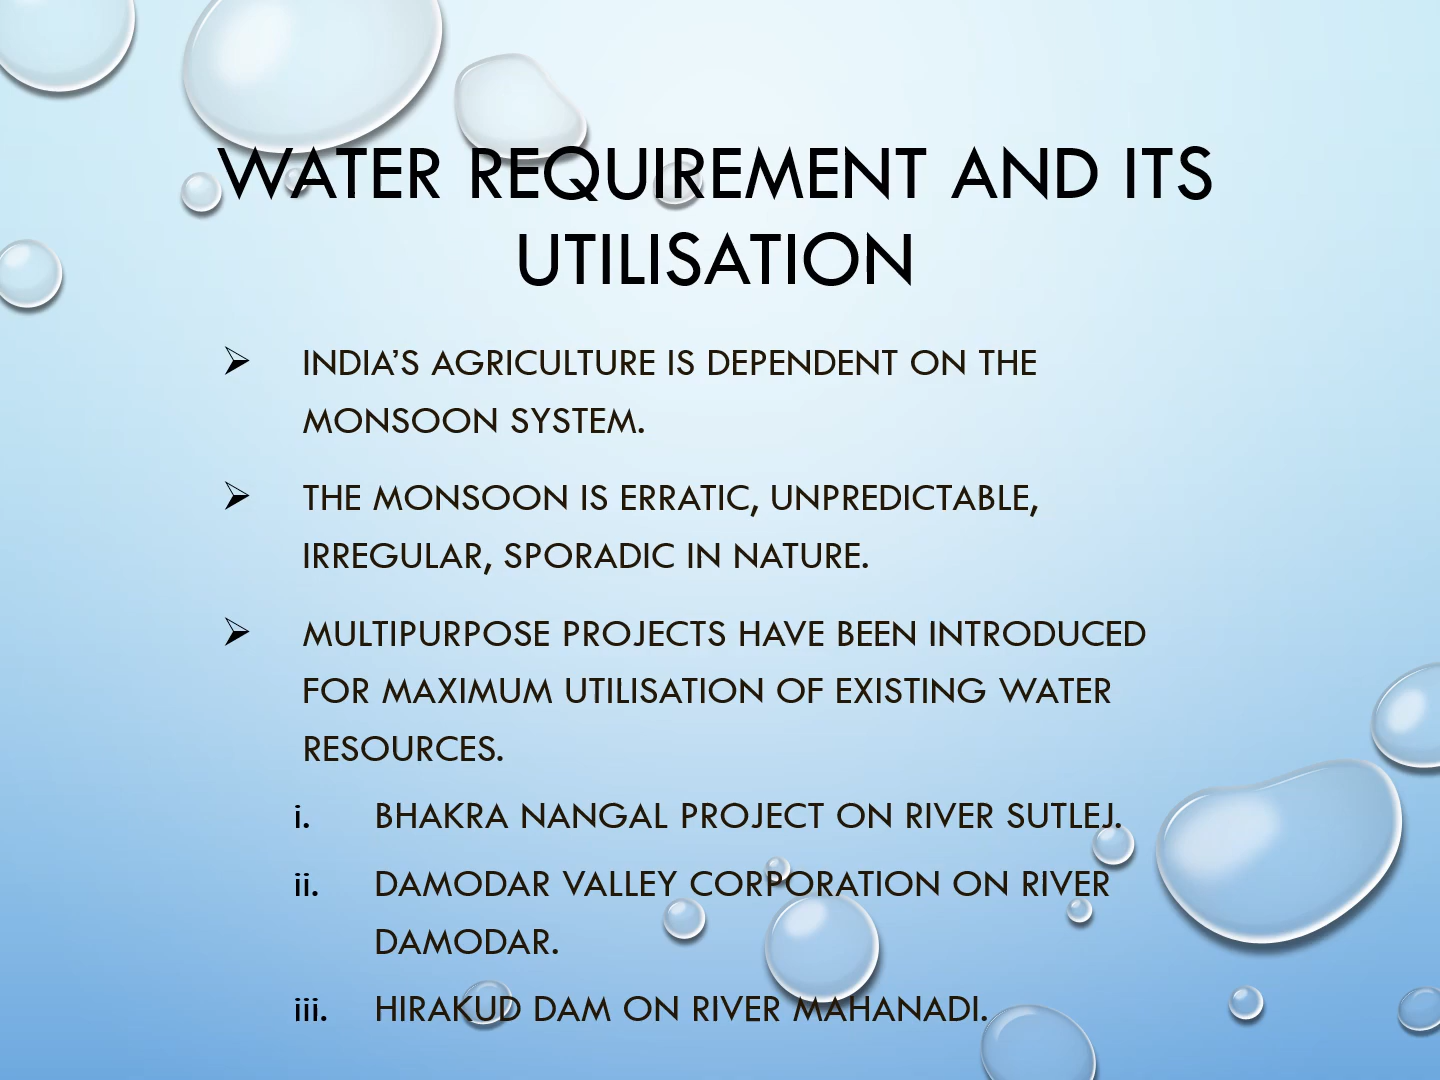 WATER REQUIREMENT AND ITS
UTILISATION
➢ INDIA’S AGRICULTURE IS DEPENDENT ON THE
MONSOON SYSTEM.
➢ THE MONSOON IS ERRATIC, UNPREDICTABLE,
IRREGULAR, SPORADIC IN NATURE.
➢ MULTIPURPOSE PROJECTS HAVE BEEN INTRODUCED
FOR MAXIMUM UTILISATION OF EXISTING WATER
RESOURCES.
i. BHAKRA NANGAL PROJECT ON RIVER SUTLEJ.
ii. DAMODAR VALLEY CORPORATION ON RIVER
DAMODAR.
iii. HIRAKUD DAM ON RIVER MAHANADI.